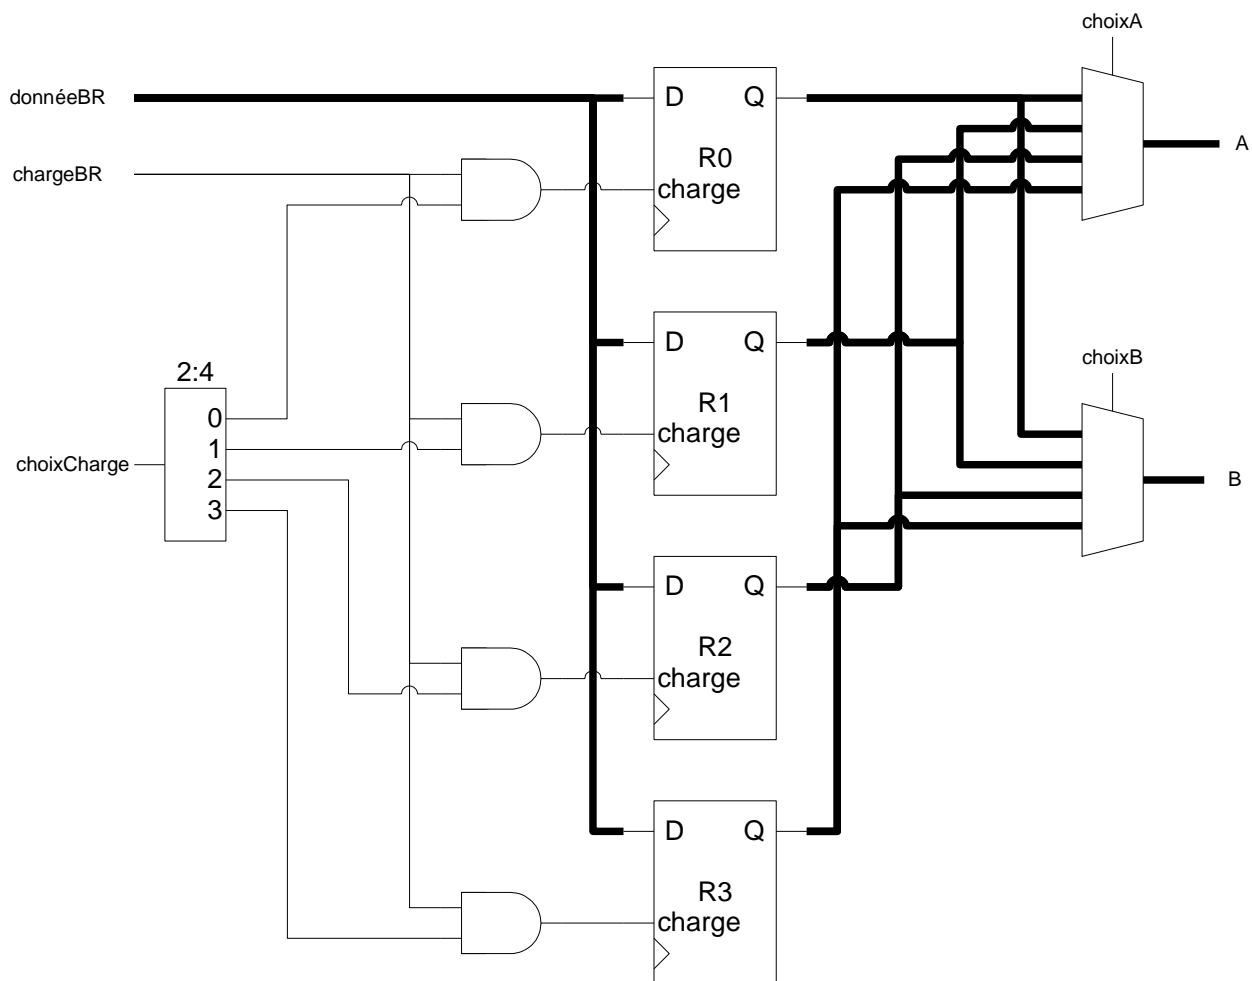 choixA
donnéeBR
D Q
A
R0
chargeBR
charge
D Q
choixB
2:4
R1
0
charge
1
choixCharge
2
B
3
D Q
R2
charge
D Q
R3
charge